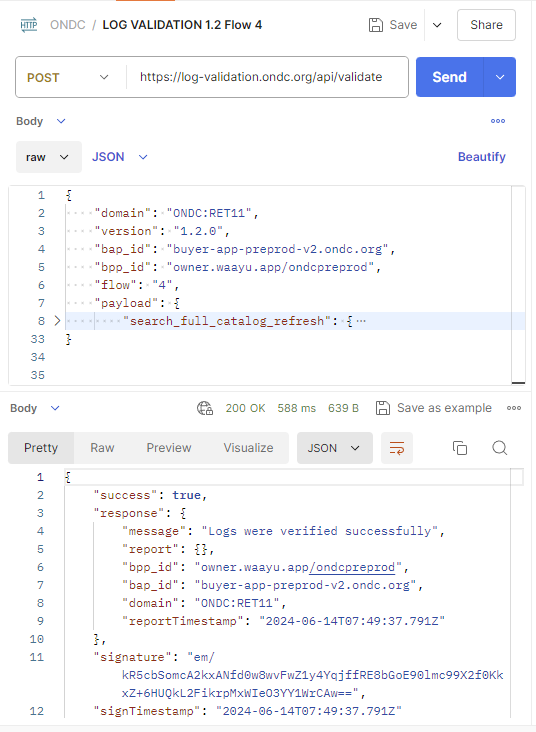 HTTP ONDC / LOG VALIDATION 1.2 Flow 4 Save Share
POST https://log-validation.ondc.org/api/validate Send
Body
raw JSON Beautify
1 {
2 "domain": "ONDC:RET11",
3 "version": "1.2.0",
4 "bap_id": "buyer-app-preprod-v2.ondc.org",
5 "bpp_id": "owner.waayu.app/ondcpreprod",
6 "flow": "4",
7 "payload": {
8 "search_full_catalog_refresh": {
33 }
34
35
Body 200 OK 588 ms 639 B Save as example
Pretty Raw Preview Visualize JSON
1 {
2 "success": true,
3 "response": {
4 "message": "Logs were verified successfully",
5 "report": {},
6 "bpp_id": "owner.waayu.app/ondcpreprod",
7 "bap_id": "buyer-app-preprod-v2.ondc.org",
8 "domain": "ONDC:RET11",
9 "reportTimestamp": "2024-06-14T07:49:37.791Z"
10 },
11 "signature": "em/
kR5cbSomcA2kxANfd0w8wvFwZ1y4YqjffRE8bGoE90lmc99X2f0Kk
xZ+6HUQkL2FikrpMxWIeO3YY1WrCAw==",
12 "signTimestamp": "2024-06-14T07:49:37.791Z"